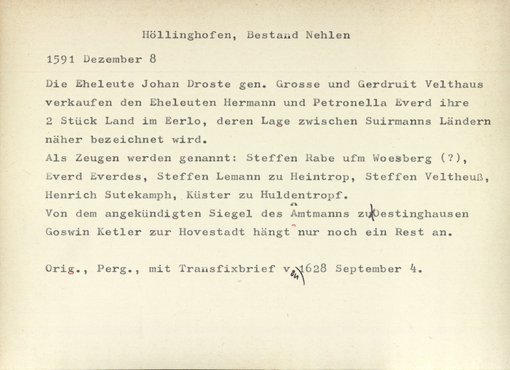 Höllinghofen, Bestand Nehlen
1591 Dezember 8
Die Eheleute Johan Droste gen. Grosse und Gerdruit Velthaus
verkaufen den Eheleuten Hermann und Petronella Everd ihre
2 Stück Land im Eerlo, deren Lage zwischen Suirmanns Ländern
näher bezeichnet wird.
Als Zeugen werden genannt: Steffen Rabe ufm Woesberg (?),
Everd Everdes, Steffen Lemann zu Heintrop, Steffen Veltheuß,
Henrich Sutekamph, Küster zu Huldentropf.
Von dem angekündigten Siegel des Amtmanns zu Oestinghausen
Goswin Ketler zur Hovestadt hängt nur noch ein Rest an.
Orig., Perg., mit Transfixbrief v. 1628 September 4.